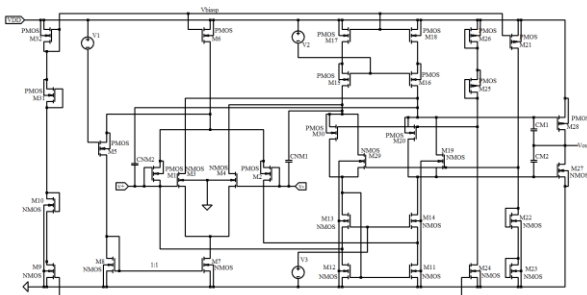 VDD
Vbiasp
PMOS
M32
V1
PMOS
M6
V2
PMOS
M17
PMOS
M18
PMOS
M26
PMOS
M21
PMOS
M15
PMOS
M16
PMOS
M25
PMOS
M5
CNM2
PMOS
M1
NMOS
M3
NMOS
M4
PMOS
M2
CNM1
PMOS
M30
NMOS
M29
PMOS
M20
M19
NMOS
CM1
PMOS
M28
CM2
M27
NMOS
M10
NMOS
M13
NMOS
M14
NMOS
M22
NMOS
M8
NMOS
1:1
M7
NMOS
V3
M9
NMOS
M12
NMOS
M11
NMOS
M24
NMOS
M23
NMOS